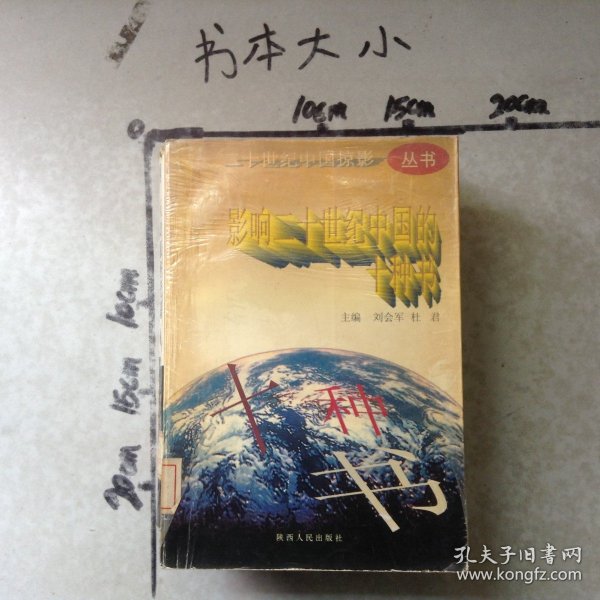 书本大小
10cm 15cm 20cm
二十世纪中国掠影 丛书
影响二十世纪中国的
十种书
主编 刘会军 杜君
10cm
15cm
20cm
十种书
陕西人民出版社
孔夫子旧书网
www.kongfz.com